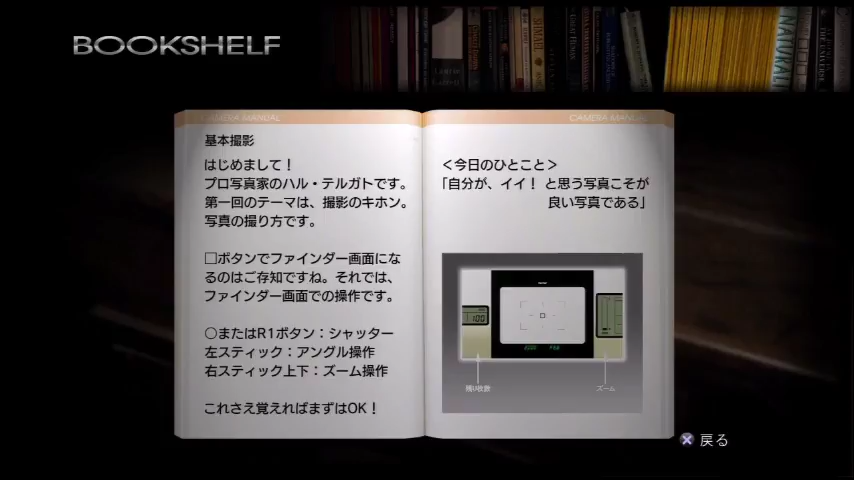 BOOKSHELF
CAMERA MANUAL
CAMERA MANUAL
基本撮影
はじめまして！
プロ写真家のハル・テルガトです。
第一回のテーマは、撮影のキホン。
写真の撮り方です。
□ボタンでファインダー画面にな
るのはご存知ですね。それでは、
ファインダー画面での操作です。
○またはR1ボタン：シャッター
左スティック：アングル操作
右スティック上下：ズーム操作
これさえ覚えればまずはOK！
＜今日のひとこと＞
「自分が、イイ！ と思う写真こそが
良い写真である」
100
残り枚数
ズーム
戻る